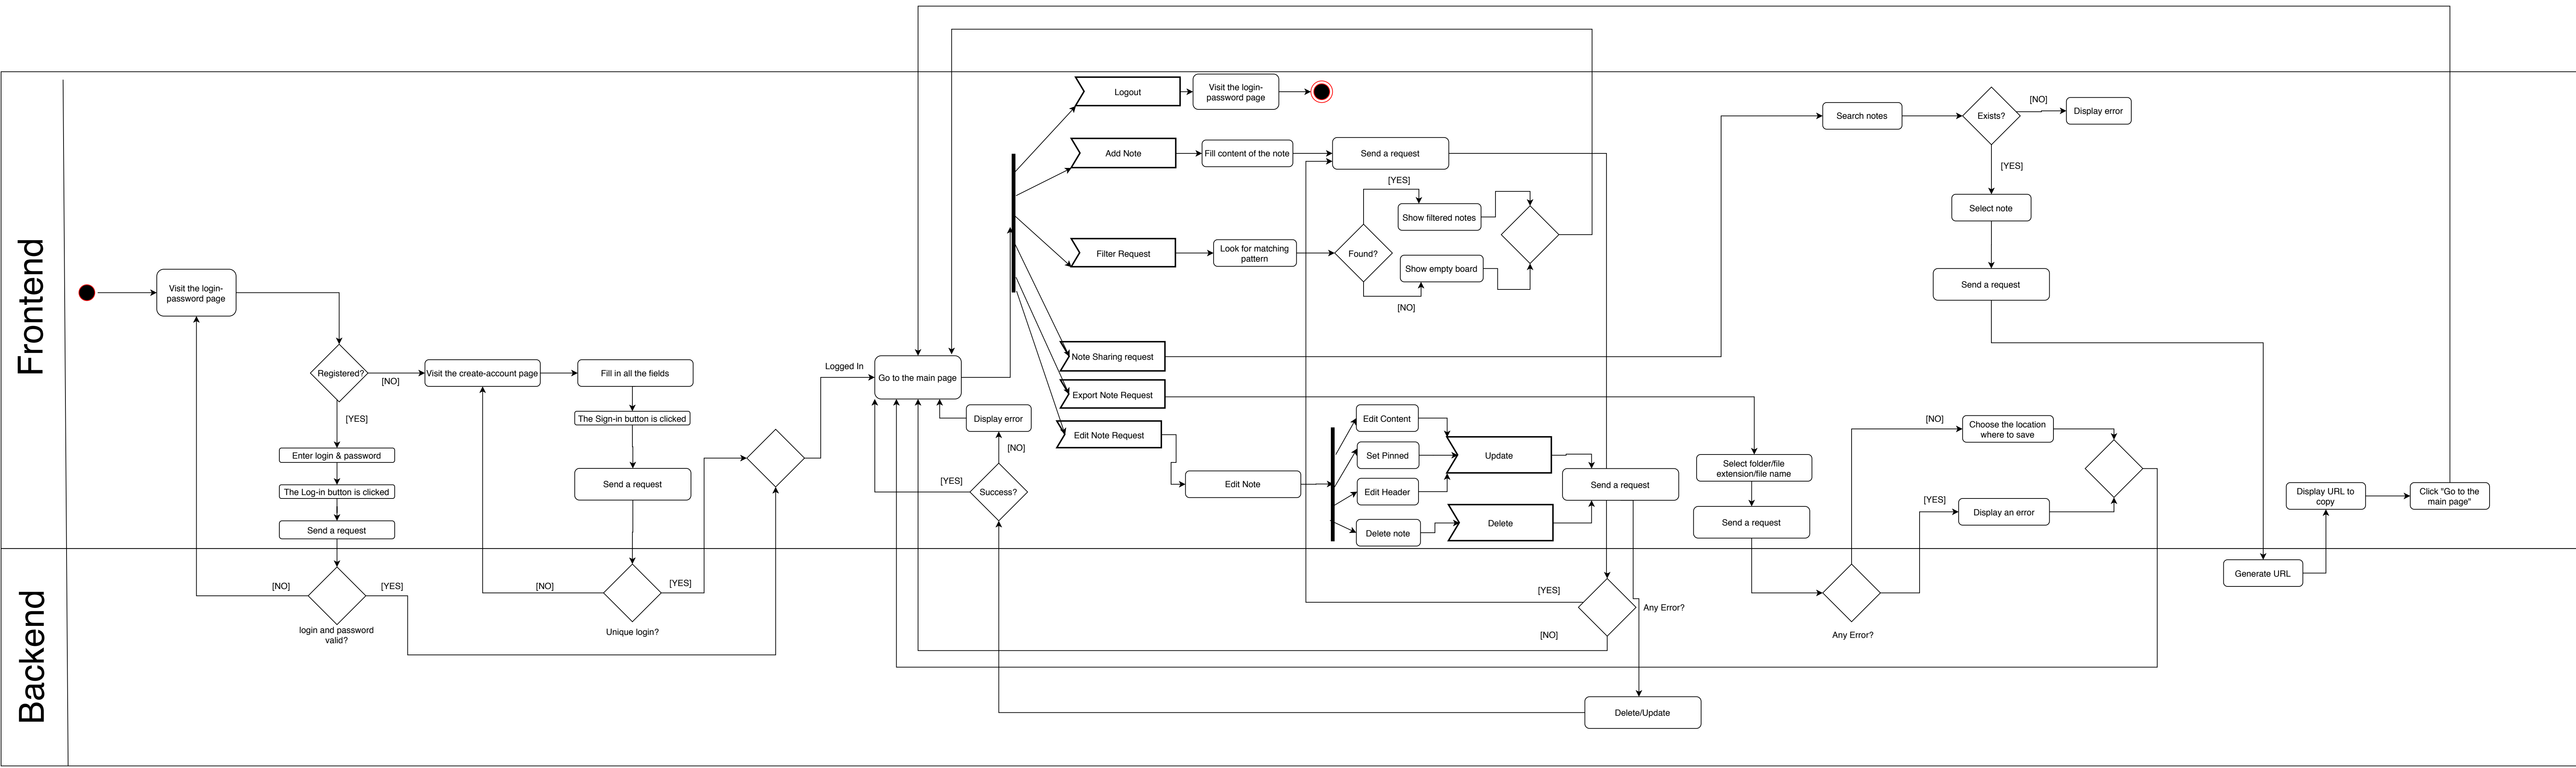 Frontend
Backend
Visit the login-
password page
Registered?
[NO]
[YES]
Enter login & password
The Log-in button is clicked
Send a request
[NO]
[YES]
login and password
valid?
Visit the create-account page
Fill in all the fields
The Sign-in button is clicked
Send a request
[NO]
[YES]
Unique login?
Logged In
Go to the main page
Display error
[NO]
[YES]
Success?
Logout
Visit the login-
password page
Add Note
Fill content of the note
Send a request
Filter Request
Look for matching
pattern
Found?
[YES]
Show filtered notes
Show empty board
[NO]
Note Sharing request
Export Note Request
Edit Note Request
Edit Note
Edit Content
Set Pinned
Edit Header
Delete note
Update
Delete
Send a request
[YES]
Any Error?
[NO]
Delete/Update
Search notes
Exists?
[NO]
Display error
[YES]
Select note
Send a request
Select folder/file
extension/file name
Send a request
Any Error?
[NO]
Choose the location
where to save
[YES]
Display an error
Generate URL
Display URL to
copy
Click "Go to the
main page"